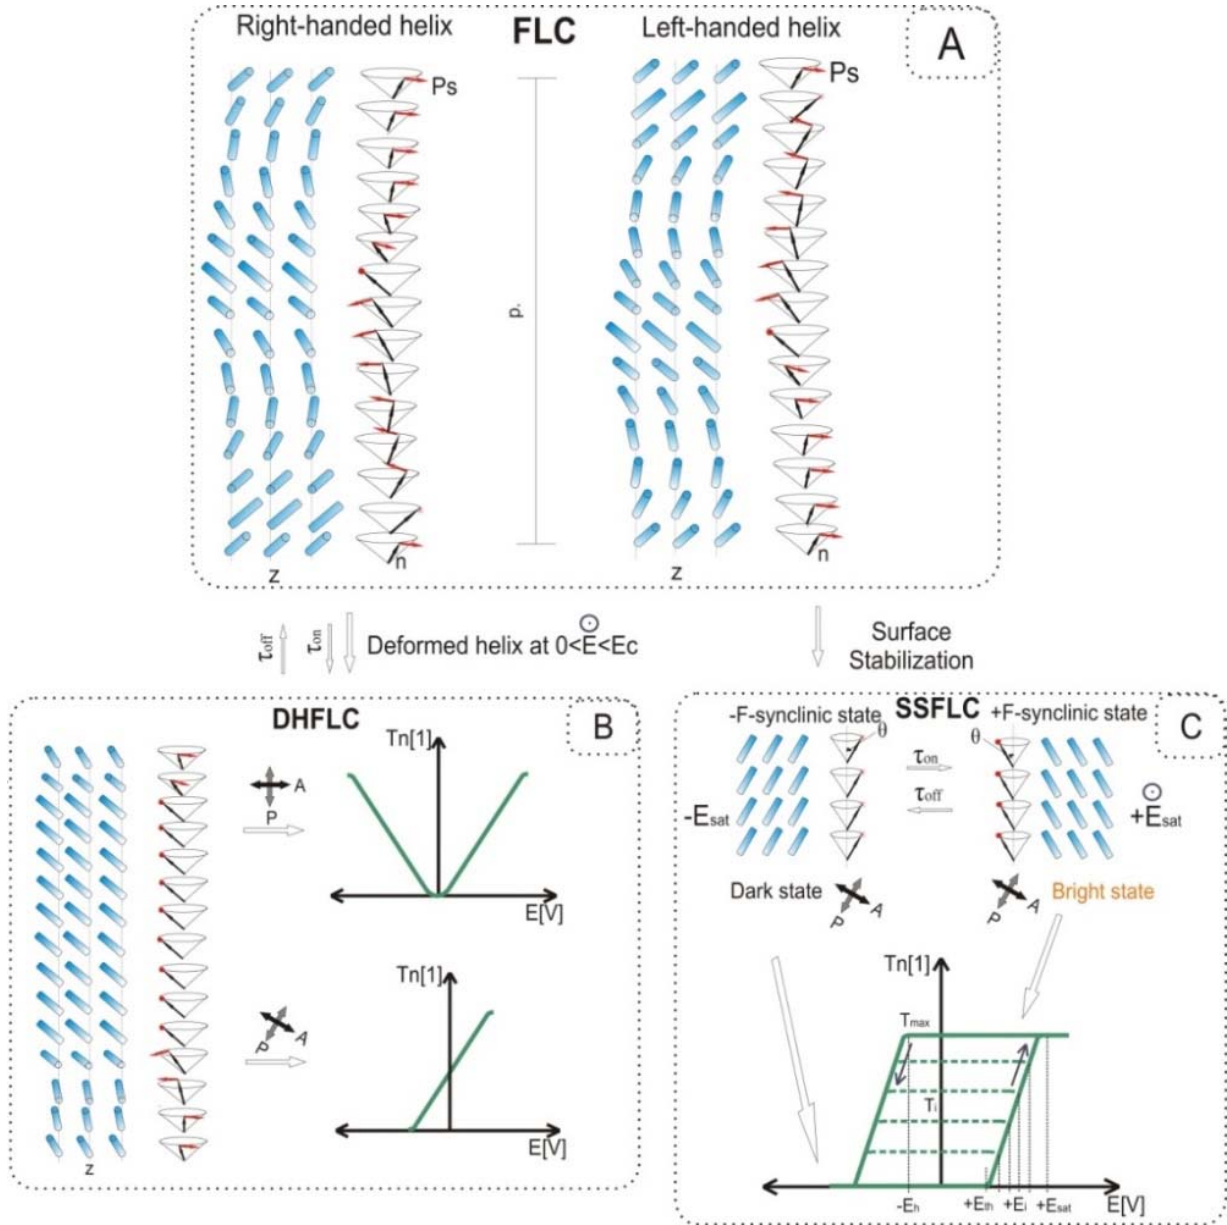 Right-handed helix
FLC
Left-handed helix
A
Ps
Ps
p.
n
n
z
z
τoff
τon
Deformed helix at 0<E<Ec
Surface
Stabilization
DHFLC
B
Tn[1]
A
P
E[V]
Tn[1]
A
P
E[V]
z
SSFLC
C
-F-synclinic state
+F-synclinic state
θ
θ
τon
τoff
-Esat
+Esat
Dark state
A
P
A
P
Bright state
Tn[1]
Tmax
Ti
-Eh
+Eth
+Ei
+Esat
E[V]